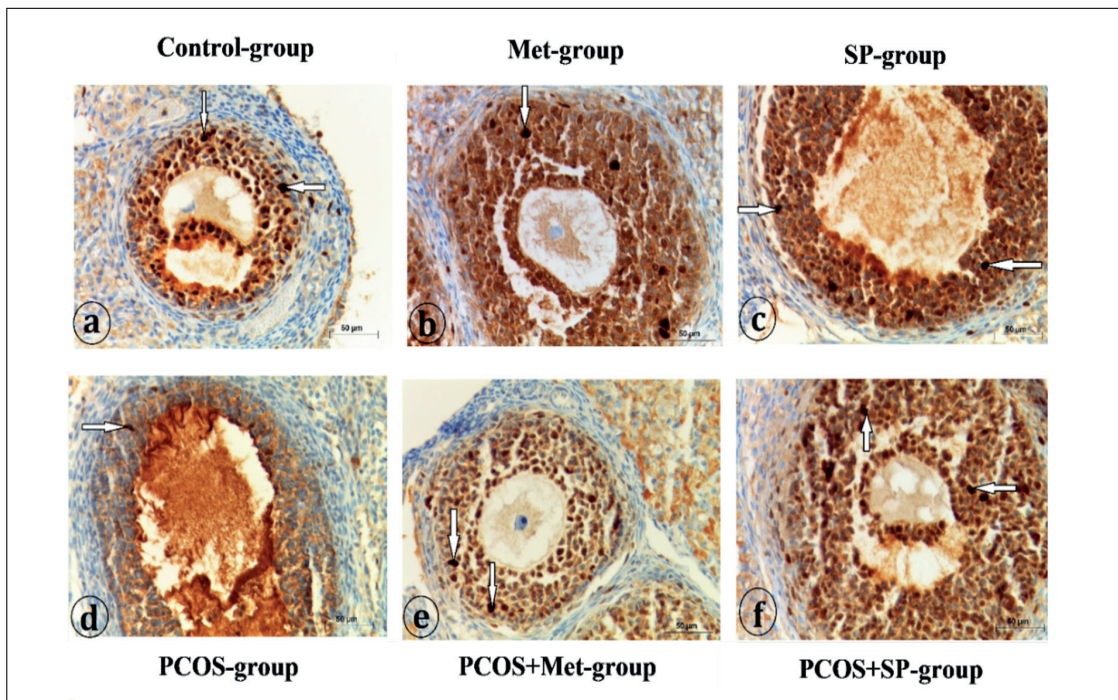 Control-group
Met-group
SP-group
a
50 µm
b
50 µm
c
50 µm
d
50 µm
e
50 µm
f
50 µm
PCOS-group
PCOS+Met-group
PCOS+SP-group